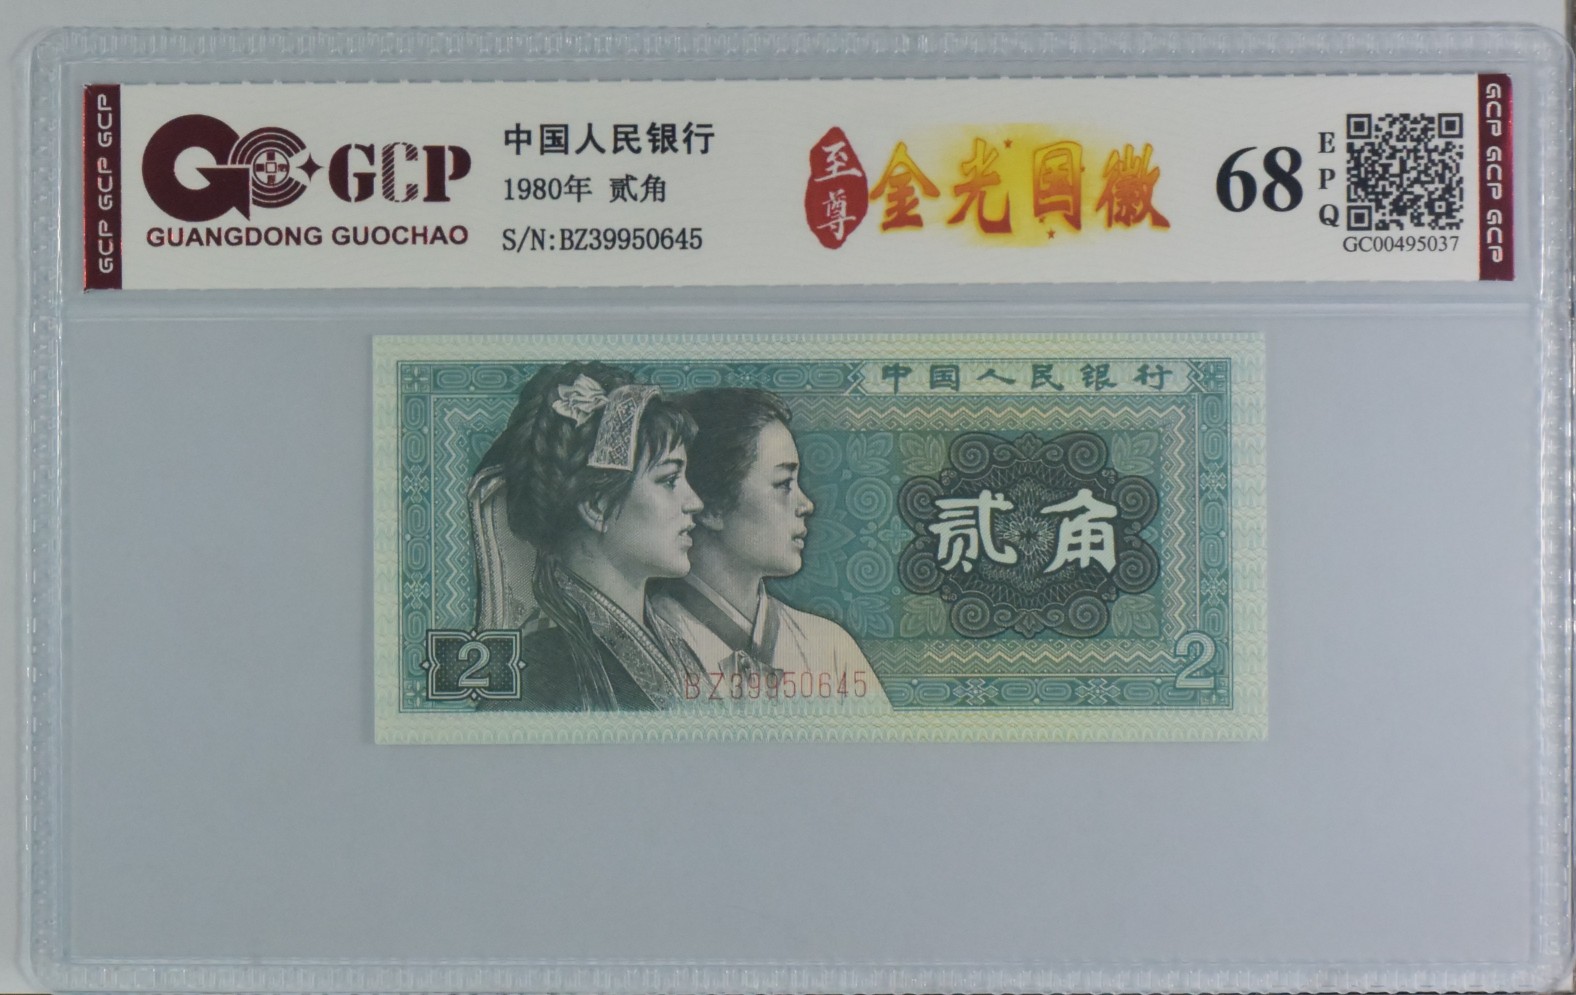 GCP GCP GCP
GCP
GUANGDONG GUOCHAO
中国人民银行
1980年 贰角
S/N:BZ39950645
至尊
金光国徽
68
EPQ
GC00495037
GCP GCP GCP
中国人民银行
贰角
2
BZ39950645
2